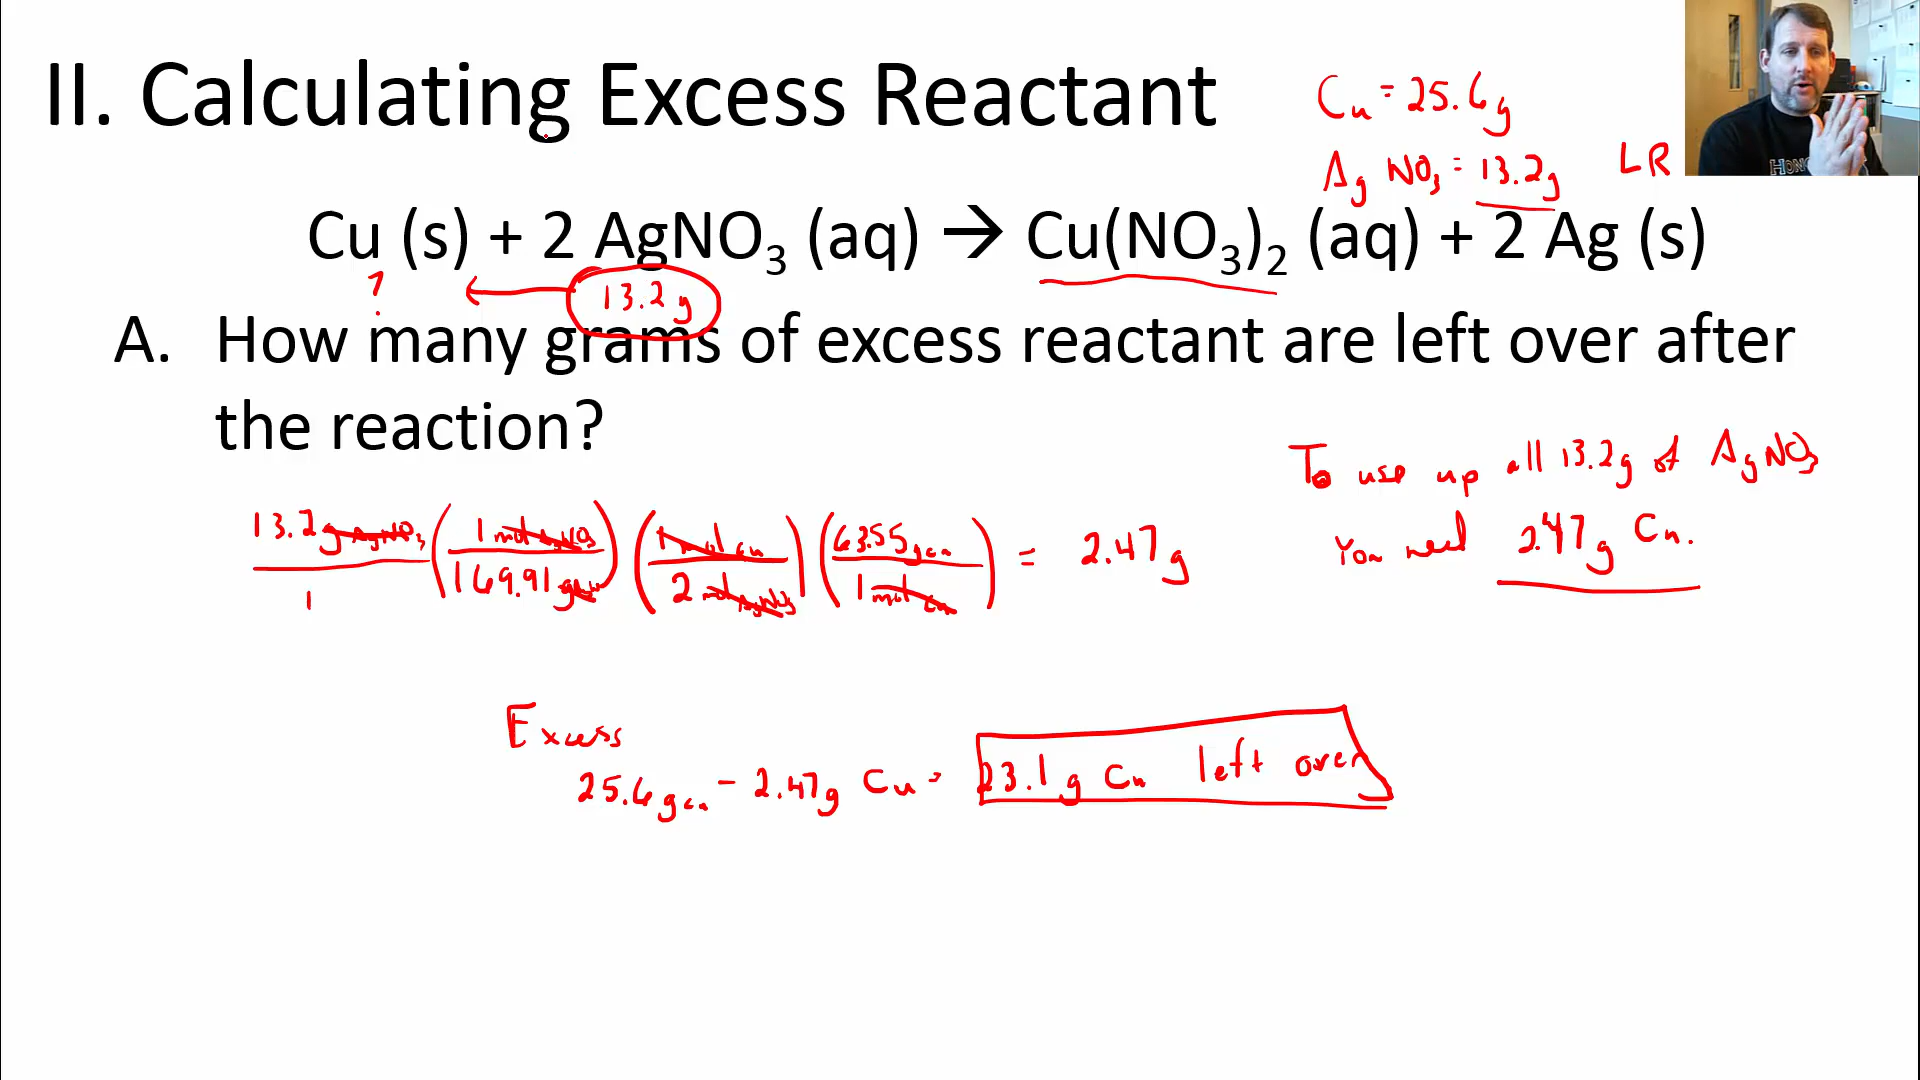 II. Calculating Excess Reactant
Cu = 25.6g
AgNO₃ = 13.2g LR
Cu (s) + 2 AgNO₃ (aq) → Cu(NO₃)₂ (aq) + 2 Ag (s)
? ← 13.2g
A. How many grams of excess reactant are left over after
the reaction?
To use up all 13.2g of AgNO₃
You need 2.47g Cu.
13.2g AgNO₃ / 1 (1 mol AgNO₃ / 169.91 g) (1 mol Cu / 2 mol AgNO₃) (63.55 g Cu / 1 mol Cu) = 2.47g
Excess
25.6 g Cu - 2.47g Cu = 23.1g Cu left over